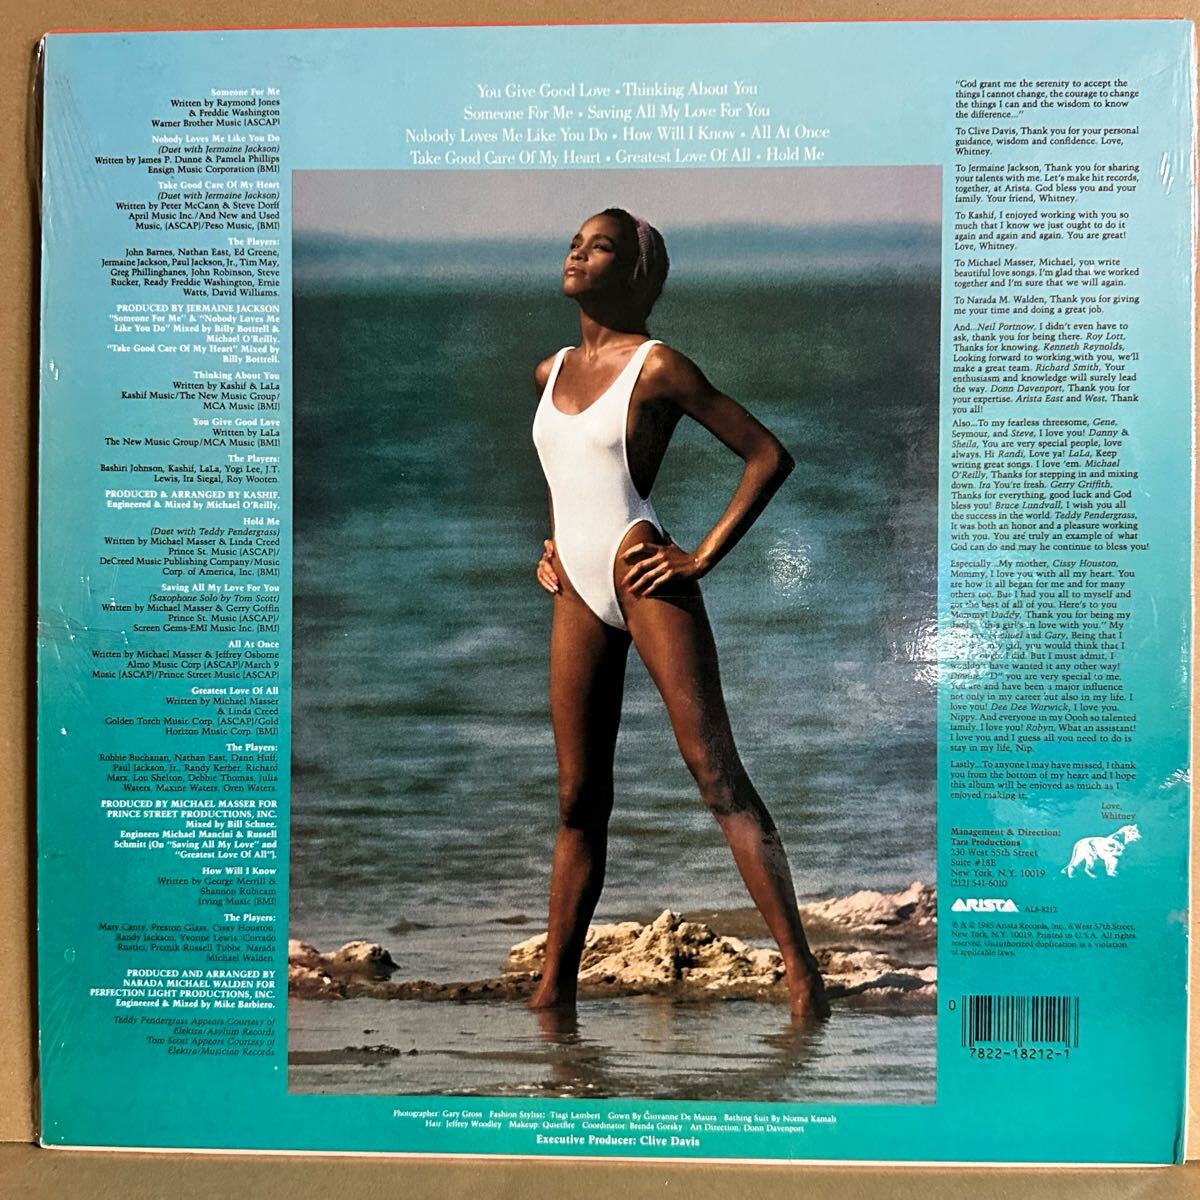 You Give Good Love • Thinking About You
Someone For Me • Saving All My Love For You
Nobody Loves Me Like You Do • How Will I Know • All At Once
Take Good Care Of My Heart • Greatest Love Of All • Hold Me
Someone For Me
Written by Raymond Jones
& Freddie Washington
Warner Brother Music (ASCAP)
Nobody Loves Me Like You Do
(Duet with Jermaine Jackson)
Written by James P. Dunne & Pamela Phillips
Ensign Music Corporation (BMI)
Take Good Care Of My Heart
(Duet with Jermaine Jackson)
Written by Peter McCann & Steve Dorff
April Music Inc./And New and Used
Music, (ASCAP)/Peso Music, (BMI)
The Players:
John Barnes, Nathan East, Ed Greene,
Jermaine Jackson, Paul Jackson, Jr., Tim May,
Greg Phillinghanes, John Robinson, Steve
Rucker, Ready Freddie Washington, Ernie
Watts, David Williams.
PRODUCED BY JERMAINE JACKSON
"Someone For Me" & "Nobody Loves Me
Like You Do" Mixed by Billy Bottrell &
Michael O'Reilly.
"Take Good Care Of My Heart" Mixed by
Billy Bottrell.
Thinking About You
Written by Kashif & LaLa
Kashif Music/The New Music Group/
MCA Music (BMI)
You Give Good Love
Written by LaLa
The New Music Group/MCA Music (BMI)
The Players:
Bashiri Johnson, Kashif, LaLa, Yogi Lee, J.T.
Lewis, Ira Siegal, Roy Wooten.
PRODUCED & ARRANGED BY KASHIF.
Engineered & Mixed by Michael O'Reilly.
Hold Me
(Duet with Teddy Pendergrass)
Written by Michael Masser & Linda Creed
Prince St. Music (ASCAP)/
DeCreed Music Publishing Company/Music
Corp. of America, Inc. (BMI)
Saving All My Love For You
(Saxophone Solo by Tom Scott)
Written by Michael Masser & Gerry Goffin
Prince St. Music (ASCAP)/
Screen Gems-EMI Music Inc. (BMI)
All At Once
Written by Michael Masser & Jeffrey Osborne
Almo Music Corp (ASCAP)/March 9
Music (ASCAP)/Prince Street Music (ASCAP)
Greatest Love Of All
Written by Michael Masser
& Linda Creed
Golden Torch Music Corp. (ASCAP)/Gold
Horizon Music Corp. (BMI)
The Players:
Robbie Buchanan, Nathan East, Dann Huff,
Paul Jackson, Jr., Randy Kerber, Richard
Marx, Lou Shelton, Debbie Thomas, Julia
Waters, Maxine Waters, Oren Waters.
PRODUCED BY MICHAEL MASSER FOR
PRINCE STREET PRODUCTIONS, INC.
Mixed by Bill Schnee.
Engineers Michael Mancini & Russell
Schmitt (On "Saving All My Love" and
"Greatest Love Of All").
How Will I Know
Written by George Merrill &
Shannon Rubicam
Irving Music (BMI)
The Players:
Mary Canty, Preston Glass, Cissy Houston,
Randy Jackson, Yvonne Lewis, Corrado
Rustici, Premik Russell Tubbs, Narada
Michael Walden.
PRODUCED AND ARRANGED BY
NARADA MICHAEL WALDEN FOR
PERFECTION LIGHT PRODUCTIONS, INC.
Engineered & Mixed by Mike Barbiero.
Teddy Pendergrass Appears Courtesy of
Elektra/Asylum Records
Tom Scott Appears Courtesy of
Elektra/Musician Records
"God grant me the serenity to accept the
things I cannot change, the courage to change
the things I can and the wisdom to know
the difference..."
To Clive Davis, Thank you for your personal
guidance, wisdom and confidence. Love,
Whitney.
To Jermaine Jackson, Thank you for sharing
your talents with me. Let's make hit records,
together, at Arista. God bless you and your
family. Your friend, Whitney.
To Kashif, I enjoyed working with you so
much that I know we just ought to do it
again and again and again. You are great!
Love, Whitney.
To Michael Masser, Michael, you write
beautiful love songs. I'm glad that we worked
together and I'm sure that we will again.
To Narada M. Walden, Thank you for giving
me your time and doing a great job.
And...Neil Portnow, I didn't even have to
ask, thank you for being there. Roy Lott,
Thanks for knowing. Kenneth Reynolds,
Looking forward to working with you, we'll
make a great team. Richard Smith, Your
enthusiasm and knowledge will surely lead
the way. Donn Davenport, Thank you for
your expertise. Arista East and West, Thank
you all!
Also...To my fearless threesome, Gene,
Seymour, and Steve, I love you! Danny &
Sheila, You are very special people, love
always. Hi Randi, Love ya! LaLa, Keep
writing great songs. I love 'em. Michael
O'Reilly, Thanks for stepping in and mixing
down. Ira You're fresh. Gerry Griffith,
Thanks for everything, good luck and God
bless you! Bruce Lundvall, I wish you all
the success in the world. Teddy Pendergrass,
It was both an honor and a pleasure working
with you. You are truly an example of what
God can do and may he continue to bless you!
Especially...My mother, Cissy Houston,
Mommy, I love you with all my heart. You
are how it all began for me and for many
others too. But I had you all to myself and
got the best of all of you. Here's to you
Mommy! Daddy, Thank you for being my
daddy, "this girl's in love with you." My
Michael and Gary, Being that I
only girl, you would think that I
did. But I must admit, I
wouldn't have wanted it any other way!
Dionne, "D" you are very special to me.
You are and have been a major influence
not only in my career but also in my life. I
love you! Dee Dee Warwick, I love you.
Nippy. And everyone in my Oooh so talented
family. I love you! Robyn, What an assistant!
I love you and I guess all you need to do is
stay in my life, Nip.
Lastly...To anyone I may have missed, I thank
you from the bottom of my heart and I hope
this album will be enjoyed as much as I
enjoyed making it.
Love,
Whitney
Management & Direction:
Tara Productions
230 West 55th Street
Suite #18E
New York, N.Y. 10019
(212) 541-6010
ARISTA AL8-8212
℗ & © 1985 Arista Records, Inc., 6 West 57th Street,
New York, N.Y. 10019. Printed in U.S.A. All rights
reserved. Unauthorized duplication is a violation
of applicable laws.
0
7822-18212-1
Photographer: Gary Gross Fashion Stylist: Tiagi Lambert Gown By Giovanne De Maura Bathing Suit By Norma Kamali
Hair: Jeffrey Woodley Makeup: Quietfire Coordinator: Brenda Gorsky Art Direction: Donn Davenport
Executive Producer: Clive Davis